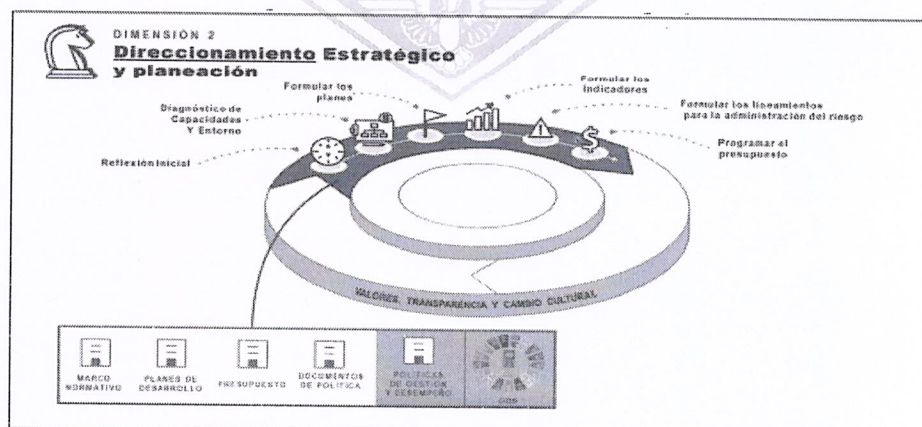 DIMENSIÓN 2
Direccionamiento Estratégico
y planeación
Formular los
planes
Formular los
Indicadores
Diagnóstico de
Capacidades
Y Entorno
Formular los lineamientos
para la administración del riesgo
Reflexión Inicial
Programar el
presupuesto
VALORES, TRANSPARENCIA Y CAMBIO CULTURAL
MARCO
NORMATIVO
PLANES DE
DESARROLLO
PRESUPUESTO
DOCUMENTOS
DE POLÍTICA
POLÍTICAS
DE GESTIÓN
Y DESEMPEÑO